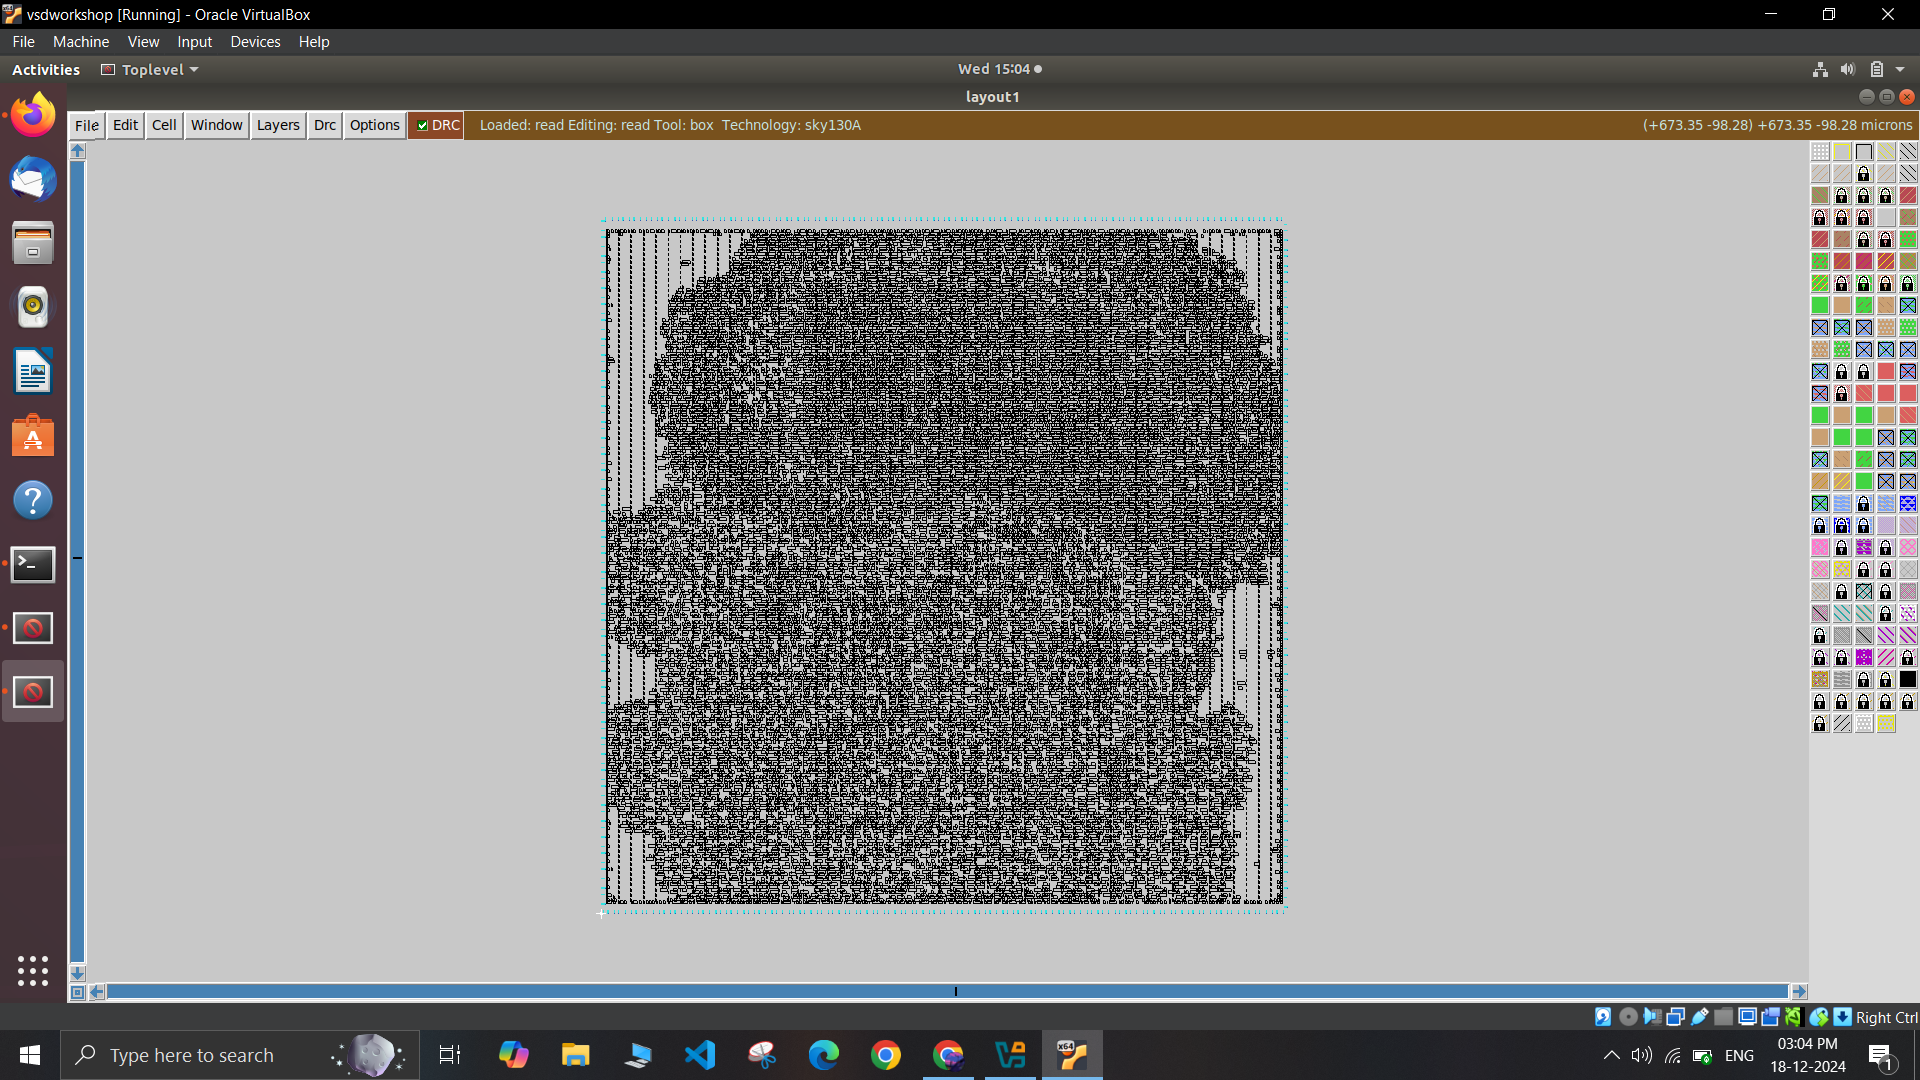 vsdworkshop [Running] - Oracle VirtualBox
File Machine View Input Devices Help
Activities Toplevel Wed 15:04
layout1
File Edit Cell Window Layers Drc Options DRC Loaded: read Editing: read Tool: box Technology: sky130A (+673.35 -98.28) +673.35 -98.28 microns
Right Ctrl
Type here to search
x64
ENG
03:04 PM
18-12-2024
1